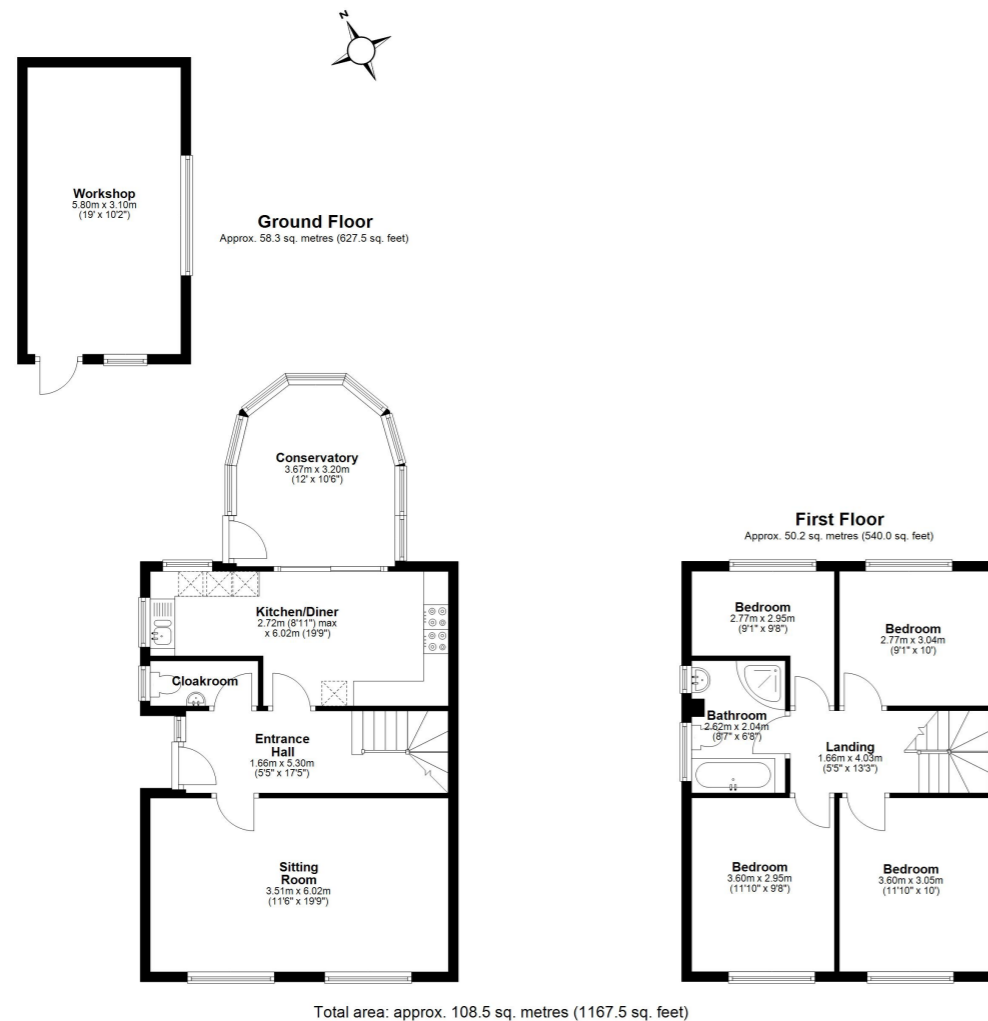 N
Workshop
5.80m x 3.10m
(19' x 10'2")
Ground Floor
Approx. 58.3 sq. metres (627.5 sq. feet)
Conservatory
3.67m x 3.20m
(12' x 10'6")
Kitchen/Diner
2.72m (8'11") max
x 6.02m (19'9")
Cloakroom
Entrance
Hall
1.66m x 5.30m
(5'5" x 17'5")
Sitting
Room
3.51m x 6.02m
(11'6" x 19'9")
First Floor
Approx. 50.2 sq. metres (540.0 sq. feet)
Bedroom
2.77m x 2.95m
(9'1" x 9'8")
Bedroom
2.77m x 3.04m
(9'1" x 10')
Bathroom
2.62m x 2.04m
(8'7" x 6'8")
Landing
1.66m x 4.03m
(5'5" x 13'3")
Bedroom
3.60m x 2.95m
(11'10" x 9'8")
Bedroom
3.60m x 3.05m
(11'10" x 10')
Total area: approx. 108.5 sq. metres (1167.5 sq. feet)